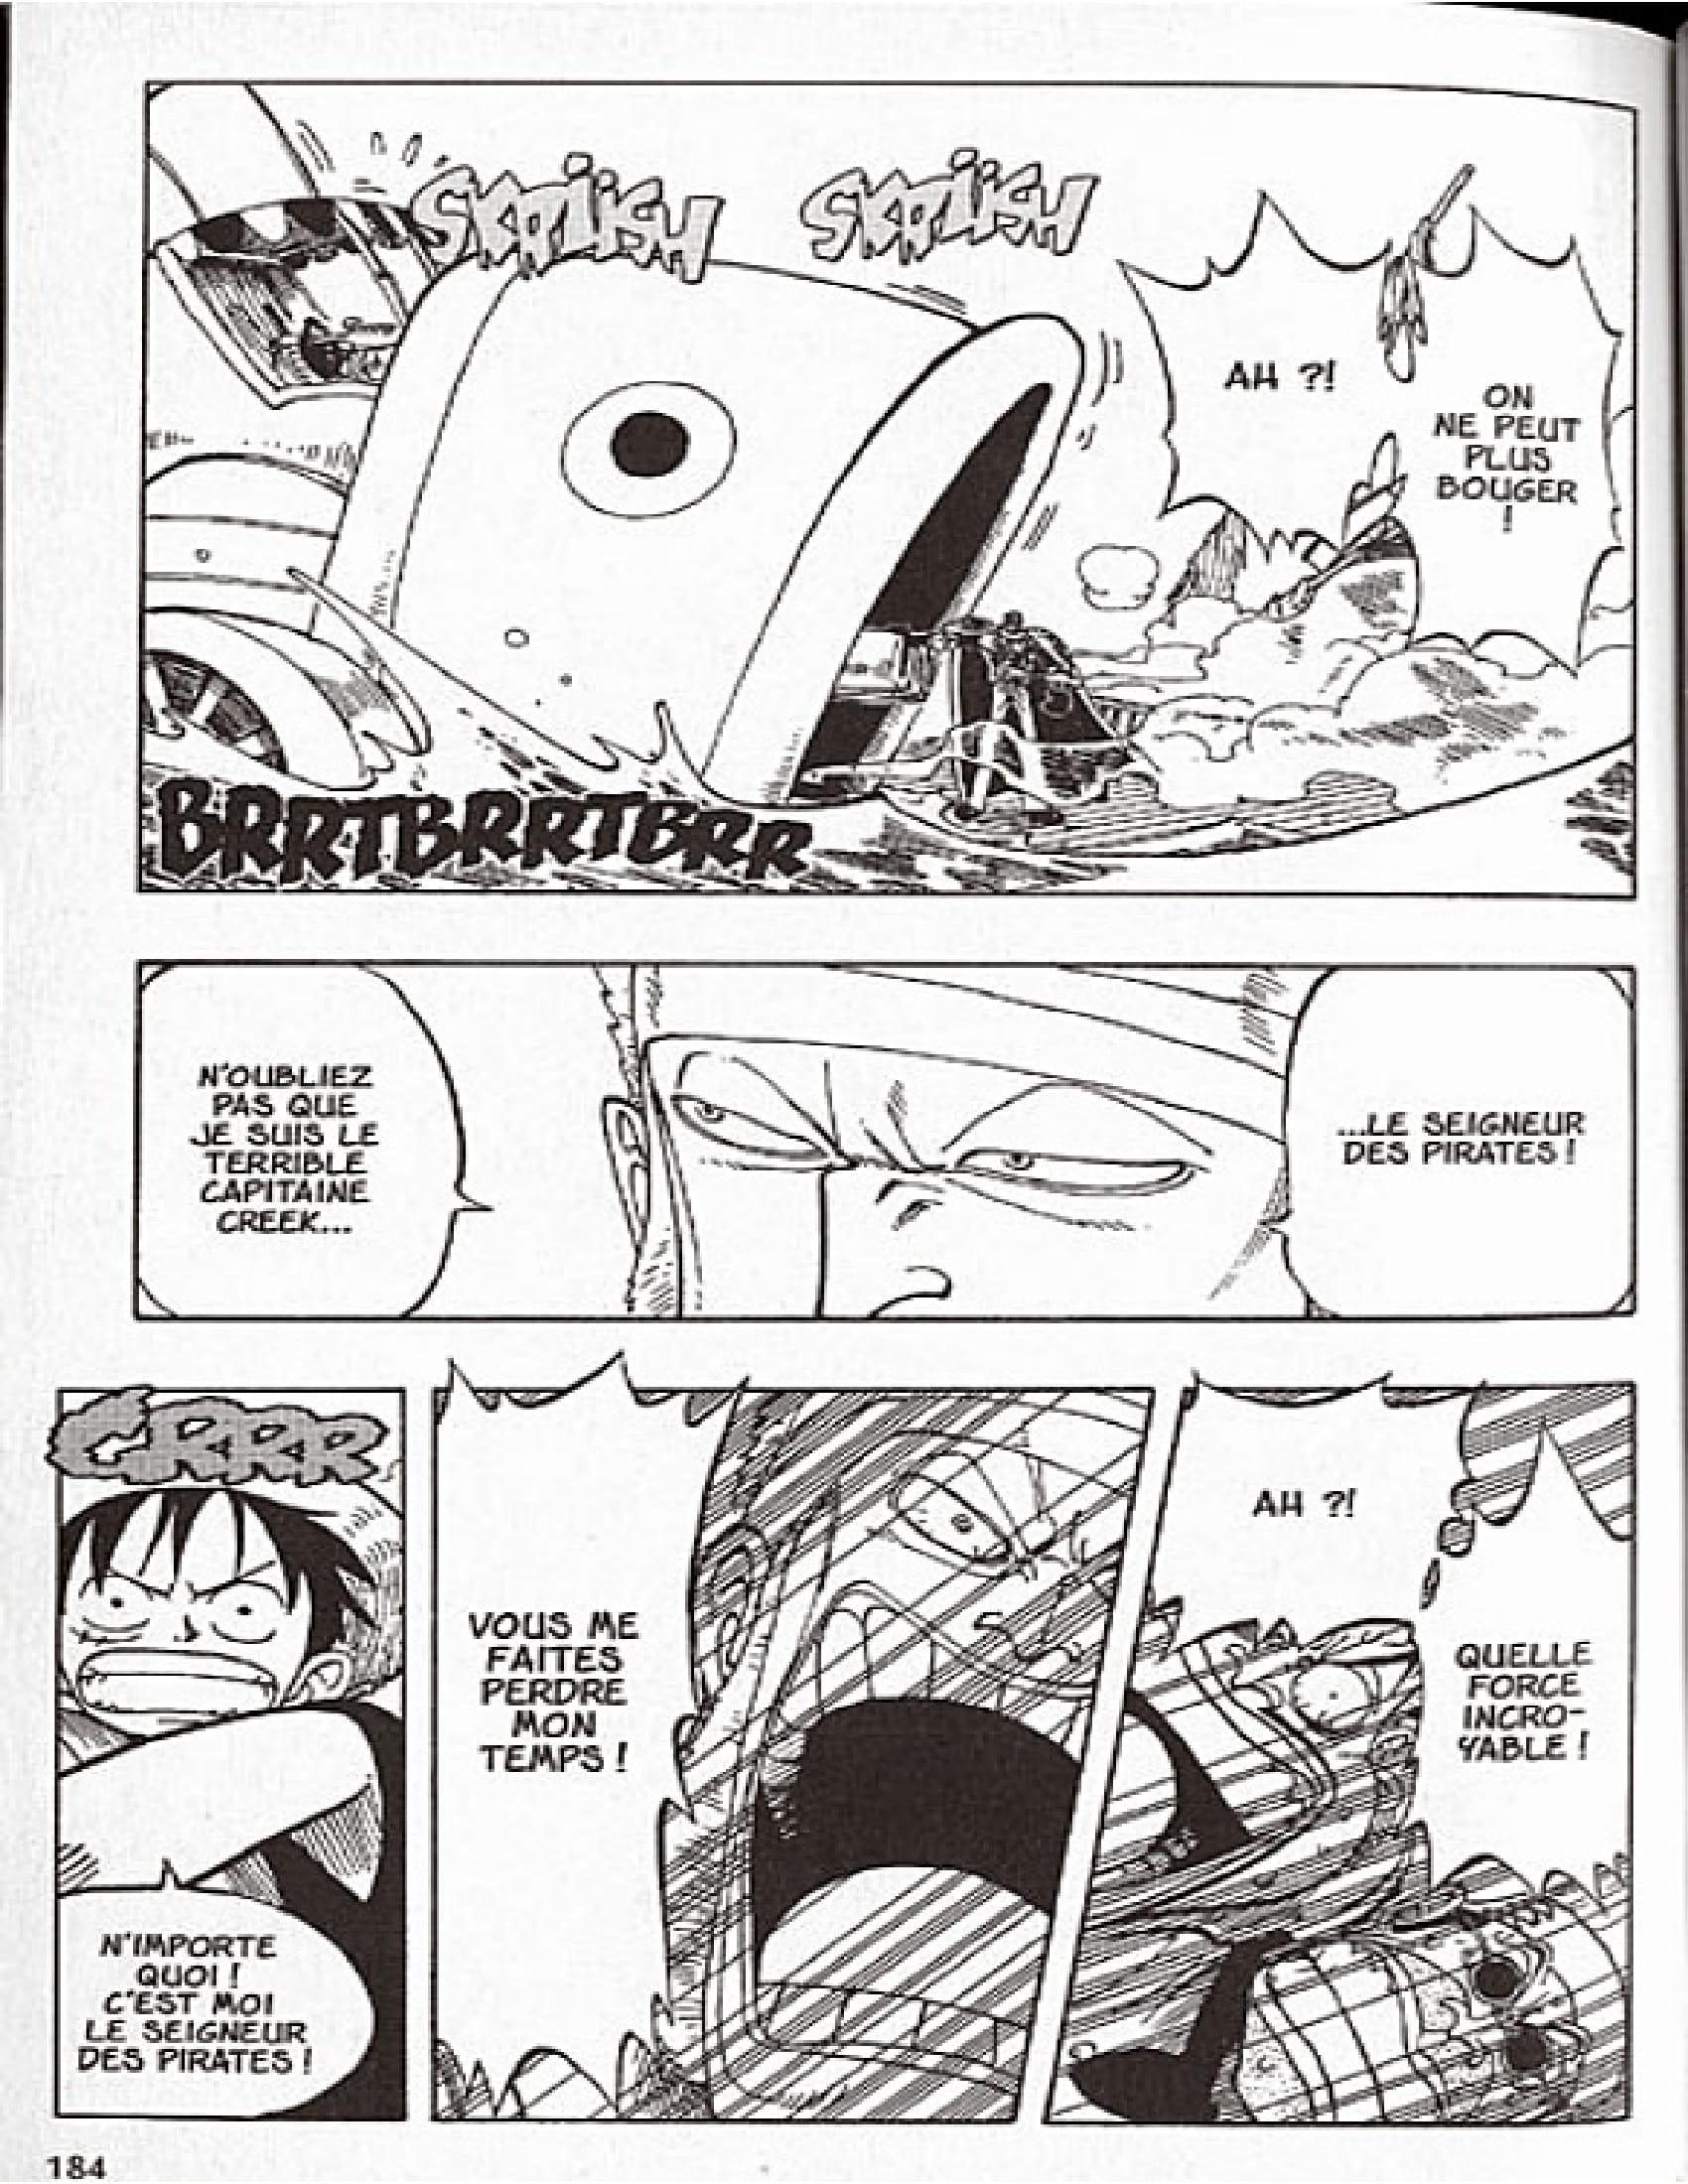 SKRiiSH
SKRiiSH
ON
NE PEUT
PLUS
BOUGER
!
AH ?!
BRRTBRRTBRR
N'OUBLIEZ
PAS QUE
JE SUIS LE
TERRIBLE
CAPITAINE
CREEK...
...LE SEIGNEUR
DES PIRATES !
QUELLE
FORCE
INCRO-
YABLE !
AH ?!
VOUS ME
FAITES
PERDRE
MON
TEMPS !
CRRR
N'IMPORTE
QUOI !
C'EST MOI
LE SEIGNEUR
DES PIRATES !
184